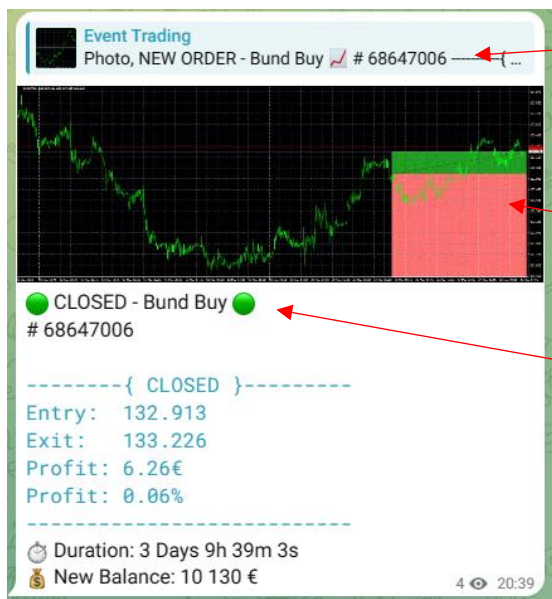 Event Trading
Photo, NEW ORDER - Bund Buy 📈 # 68647006 ----------{ ...
🟢 CLOSED - Bund Buy 🟢
# 68647006
--------{ CLOSED }---------
Entry: 132.913
Exit: 133.226
Profit: 6.26€
Profit: 0.06%
---------------------------
⏱ Duration: 3 Days 9h 39m 3s
💰 New Balance: 10 130 €
4 20:39